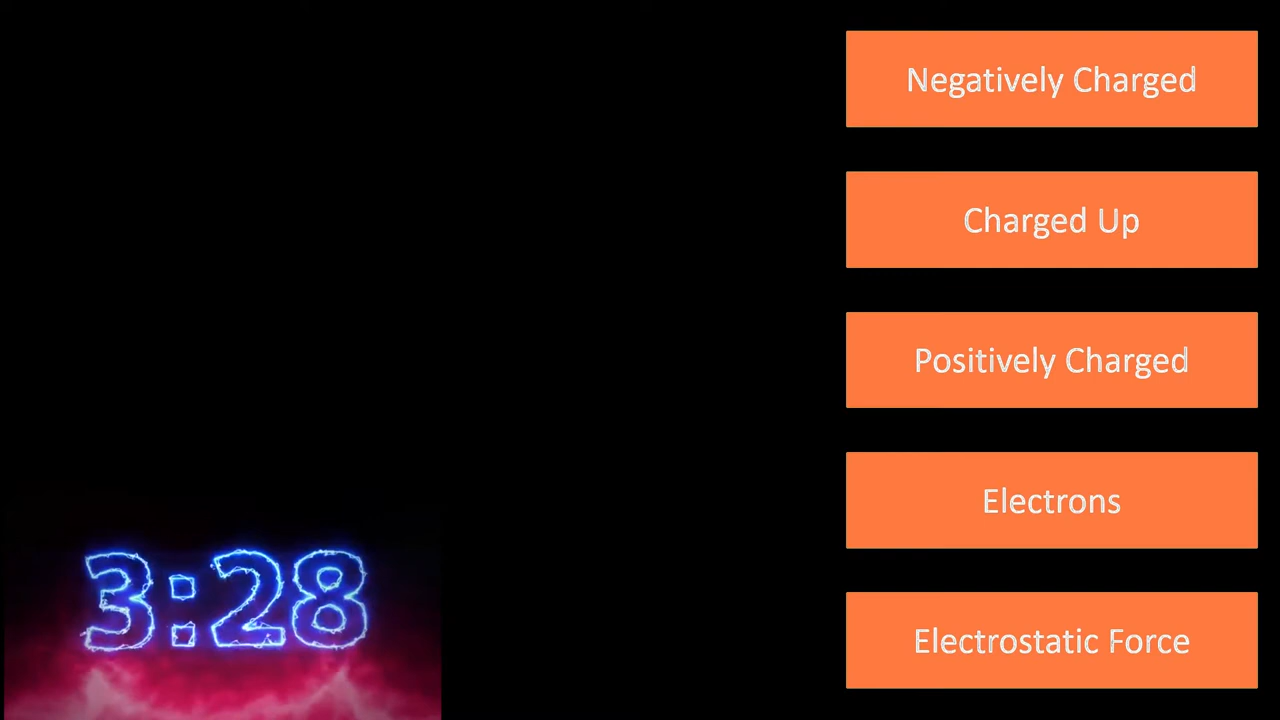 Negatively Charged
Charged Up
Positively Charged
Electrons
Electrostatic Force
3:28